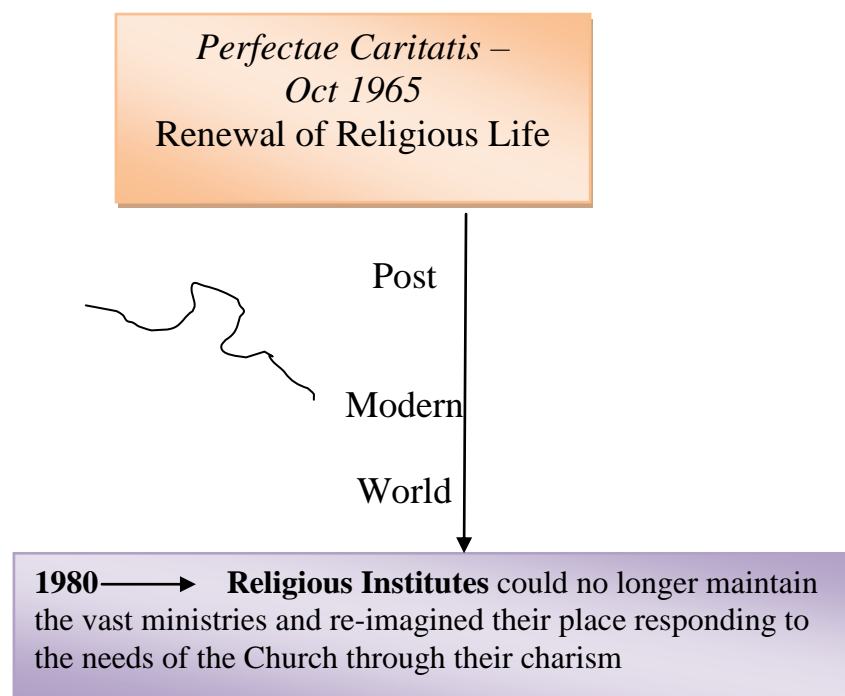 Perfectae Caritatis –
Oct 1965
Renewal of Religious Life
Post
Modern
World
1980 Religious Institutes could no longer maintain
the vast ministries and re-imagined their place responding to
the needs of the Church through their charism